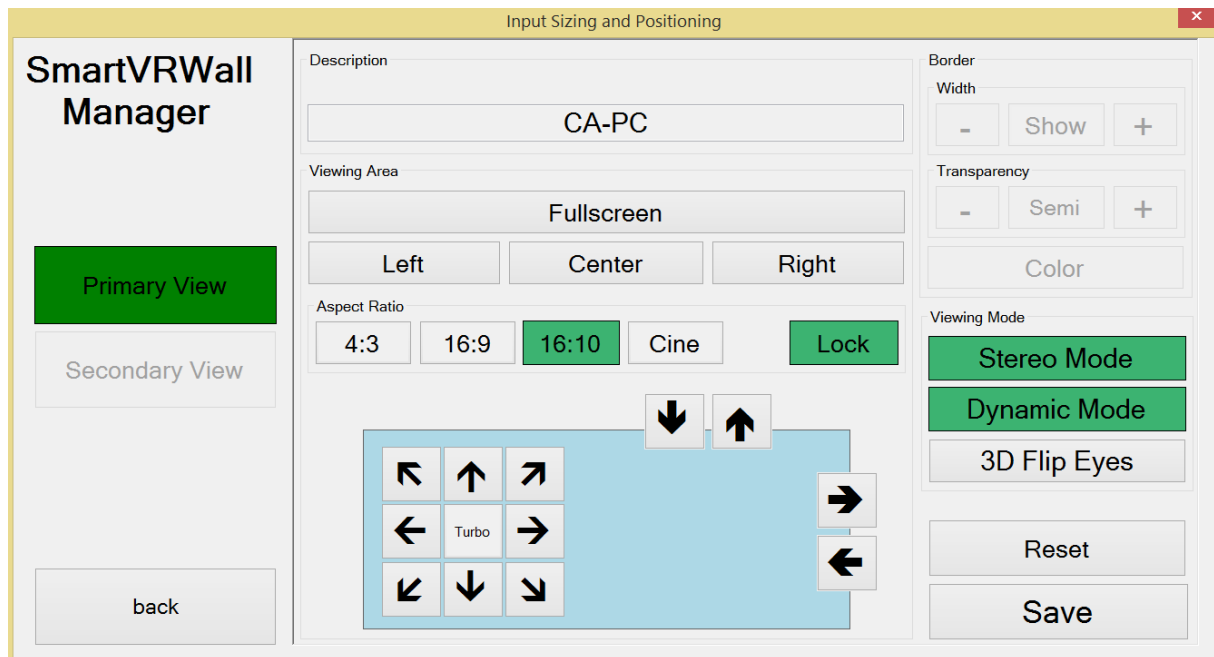 Input Sizing and Positioning
SmartVRWall
Manager
Primary View
Secondary View
back
Description
CA-PC
Viewing Area
Fullscreen
Left Center Right
Aspect Ratio
4:3 16:9 16:10 Cine Lock
Turbo
Border
Width
- Show +
Transparency
- Semi +
Color
Viewing Mode
Stereo Mode
Dynamic Mode
3D Flip Eyes
Reset
Save